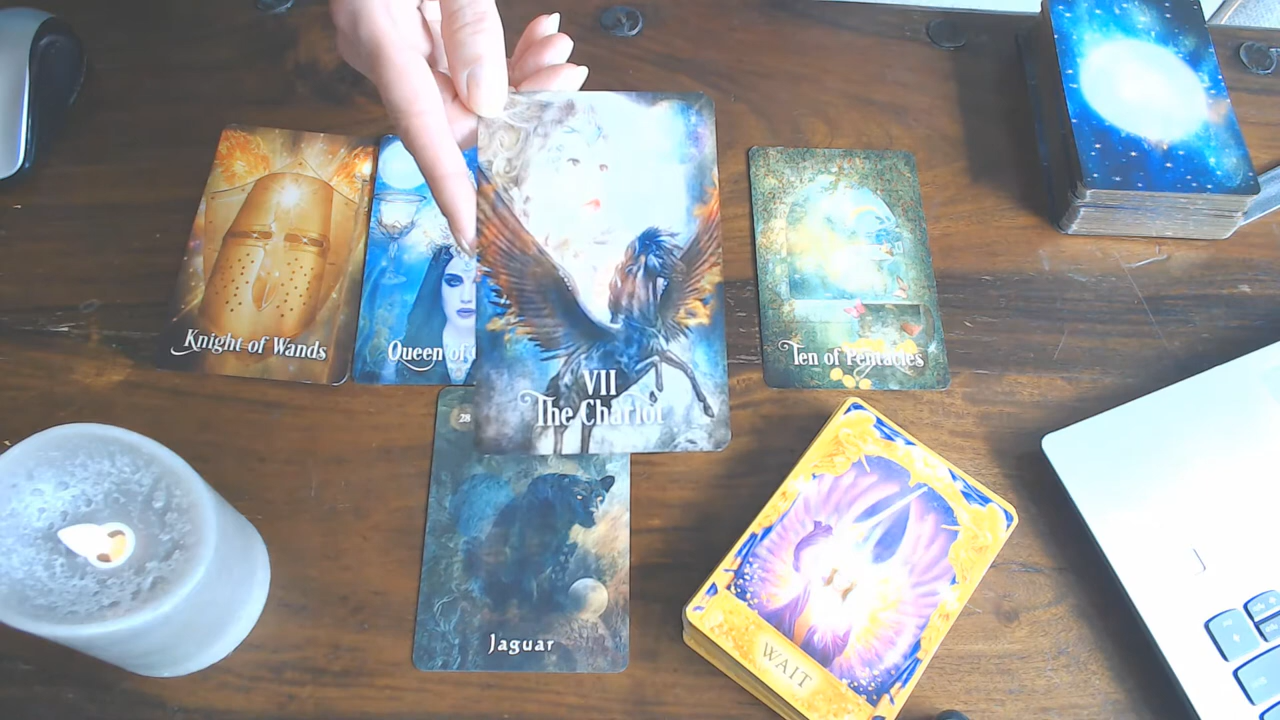 Knight of Wands
Queen of
VII
The Chariot
Ten of Pentacles
28
Jaguar
WAIT